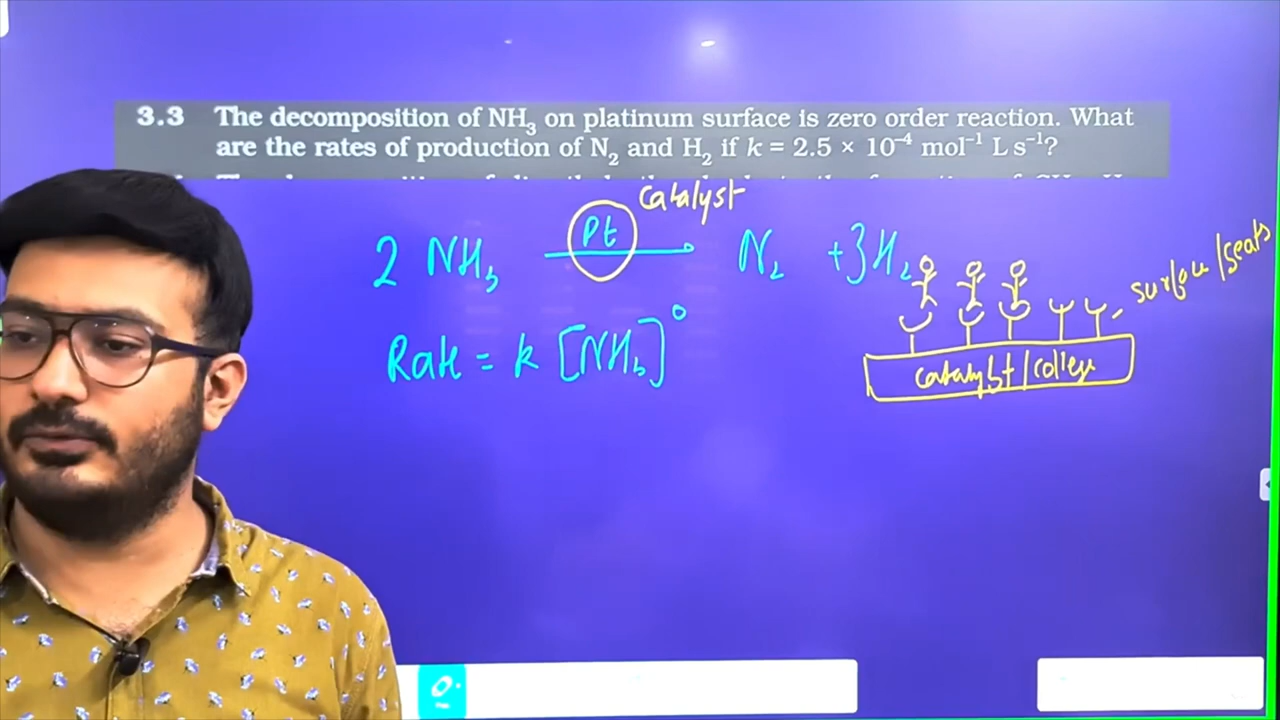 3.3 The decomposition of NH₃ on platinum surface is zero order reaction. What
are the rates of production of N₂ and H₂ if k = 2.5 × 10⁻⁴ mol⁻¹ L s⁻¹?
catalyst
2 NH₃ Pt N₂ + 3H₂
surface/seats
Rate = k [NH₃]⁰
catalyst/college